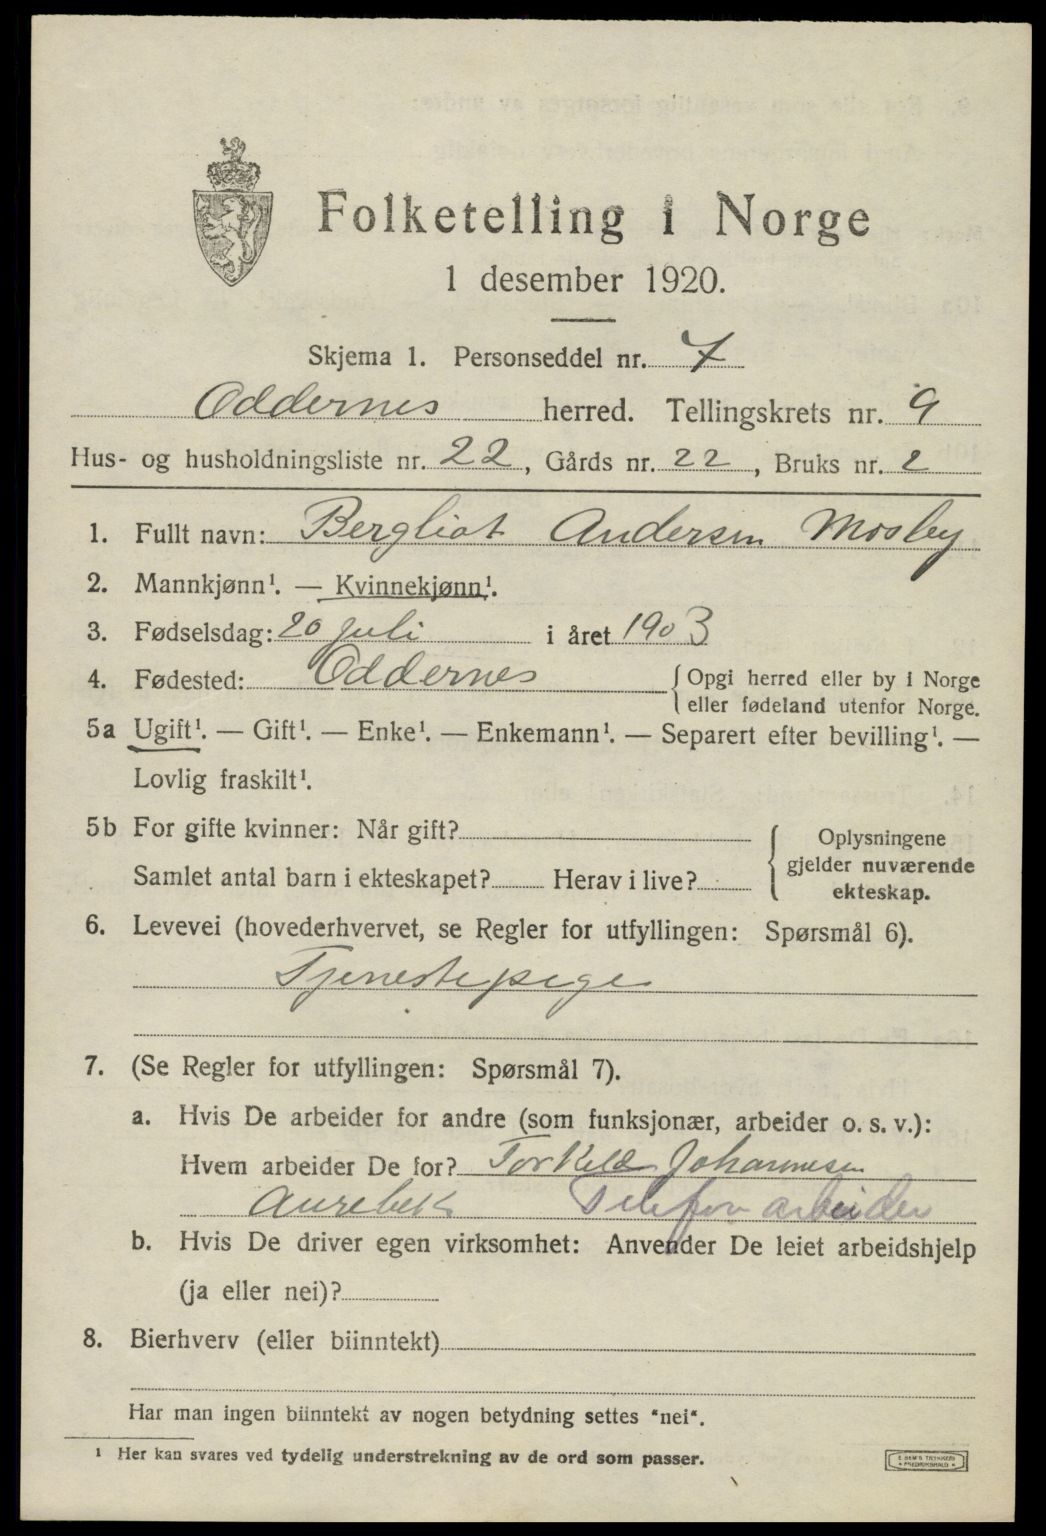 Folketelling i Norge
1 desember 1920.
Skjema 1. Personseddel nr. 7
Oddernes herred. Tellingskrets nr. 9
Hus- og husholdningsliste nr. 22, Gårds nr. 22, Bruks nr. 2
1. Fullt navn: Bergliot Andersen Mosby
2. Mannkjønn¹. — Kvinnekjønn¹.
3. Fødselsdag: 20 juli i året 1903
4. Fødested: Oddernes { Opgi herred eller by i Norge
eller fødeland utenfor Norge.
5a Ugift¹. — Gift¹. — Enke¹. — Enkemann¹. — Separert efter bevilling¹. —
Lovlig fraskilt¹.
5b For gifte kvinner: Når gift?
Samlet antal barn i ekteskapet? Herav i live?
{ Oplysningene
gjelder nuværende
ekteskap.
6. Levevei (hovederhvervet, se Regler for utfyllingen: Spørsmål 6).
Tjenestepige
7. (Se Regler for utfyllingen: Spørsmål 7).
a. Hvis De arbeider for andre (som funksjonær, arbeider o. s. v.):
Hvem arbeider De for? Torkild Johannesen
Aurebekk Telefon arbeider
b. Hvis De driver egen virksomhet: Anvender De leiet arbeidshjelp
(ja eller nei)?
8. Bierhverv (eller biinntekt)
Har man ingen biinntekt av nogen betydning settes "nei".
¹ Her kan svares ved tydelig understrekning av de ord som passer.
E. SEM'S TRYKKERI
FREDRIKSHALD